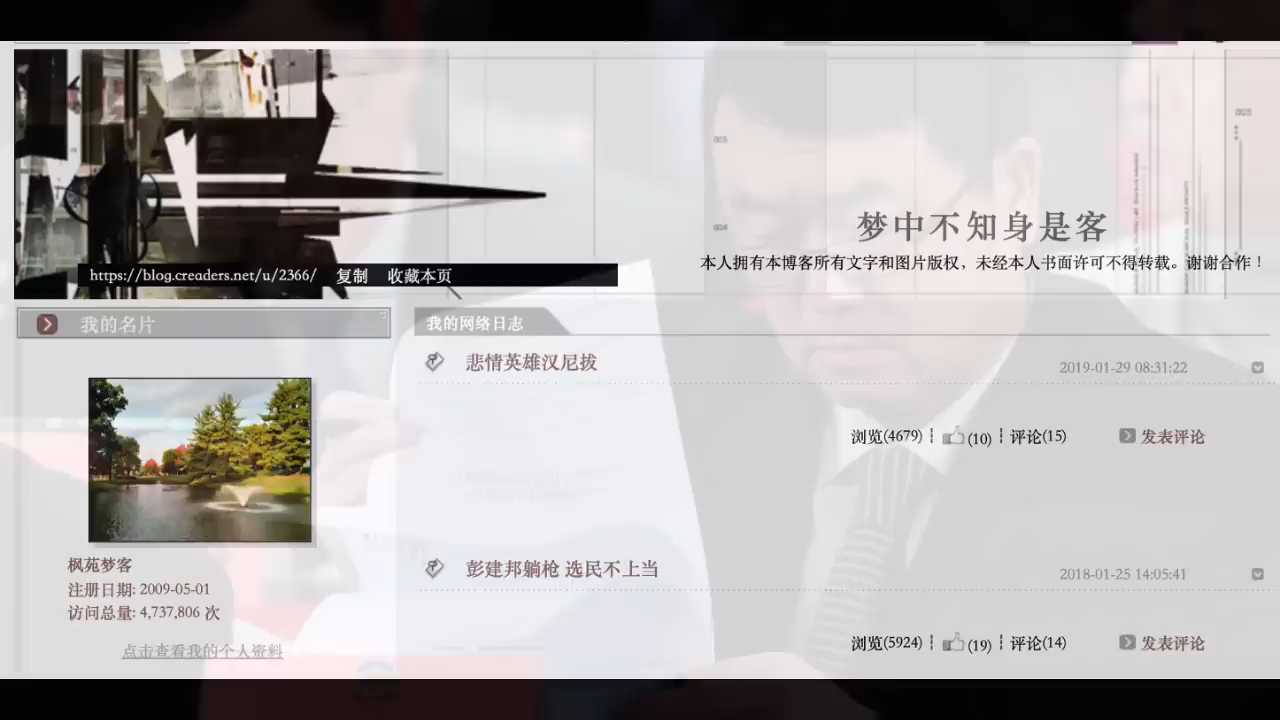 005
003
004
梦中不知身是客
本人拥有本博客所有文字和图片版权，未经本人书面许可不得转载。谢谢合作！
https://blog.creaders.net/u/2366/ 复制 收藏本页
我的名片
我的网络日志
悲情英雄汉尼拔
2019-01-29 08:31:22
浏览(4679)┆(10)┆评论(15) 发表评论
彭建邦躺枪 选民不上当
2018-01-25 14:05:41
浏览(5924)┆(19)┆评论(14) 发表评论
枫苑梦客
注册日期: 2009-05-01
访问总量: 4,737,806 次
点击查看我的个人资料